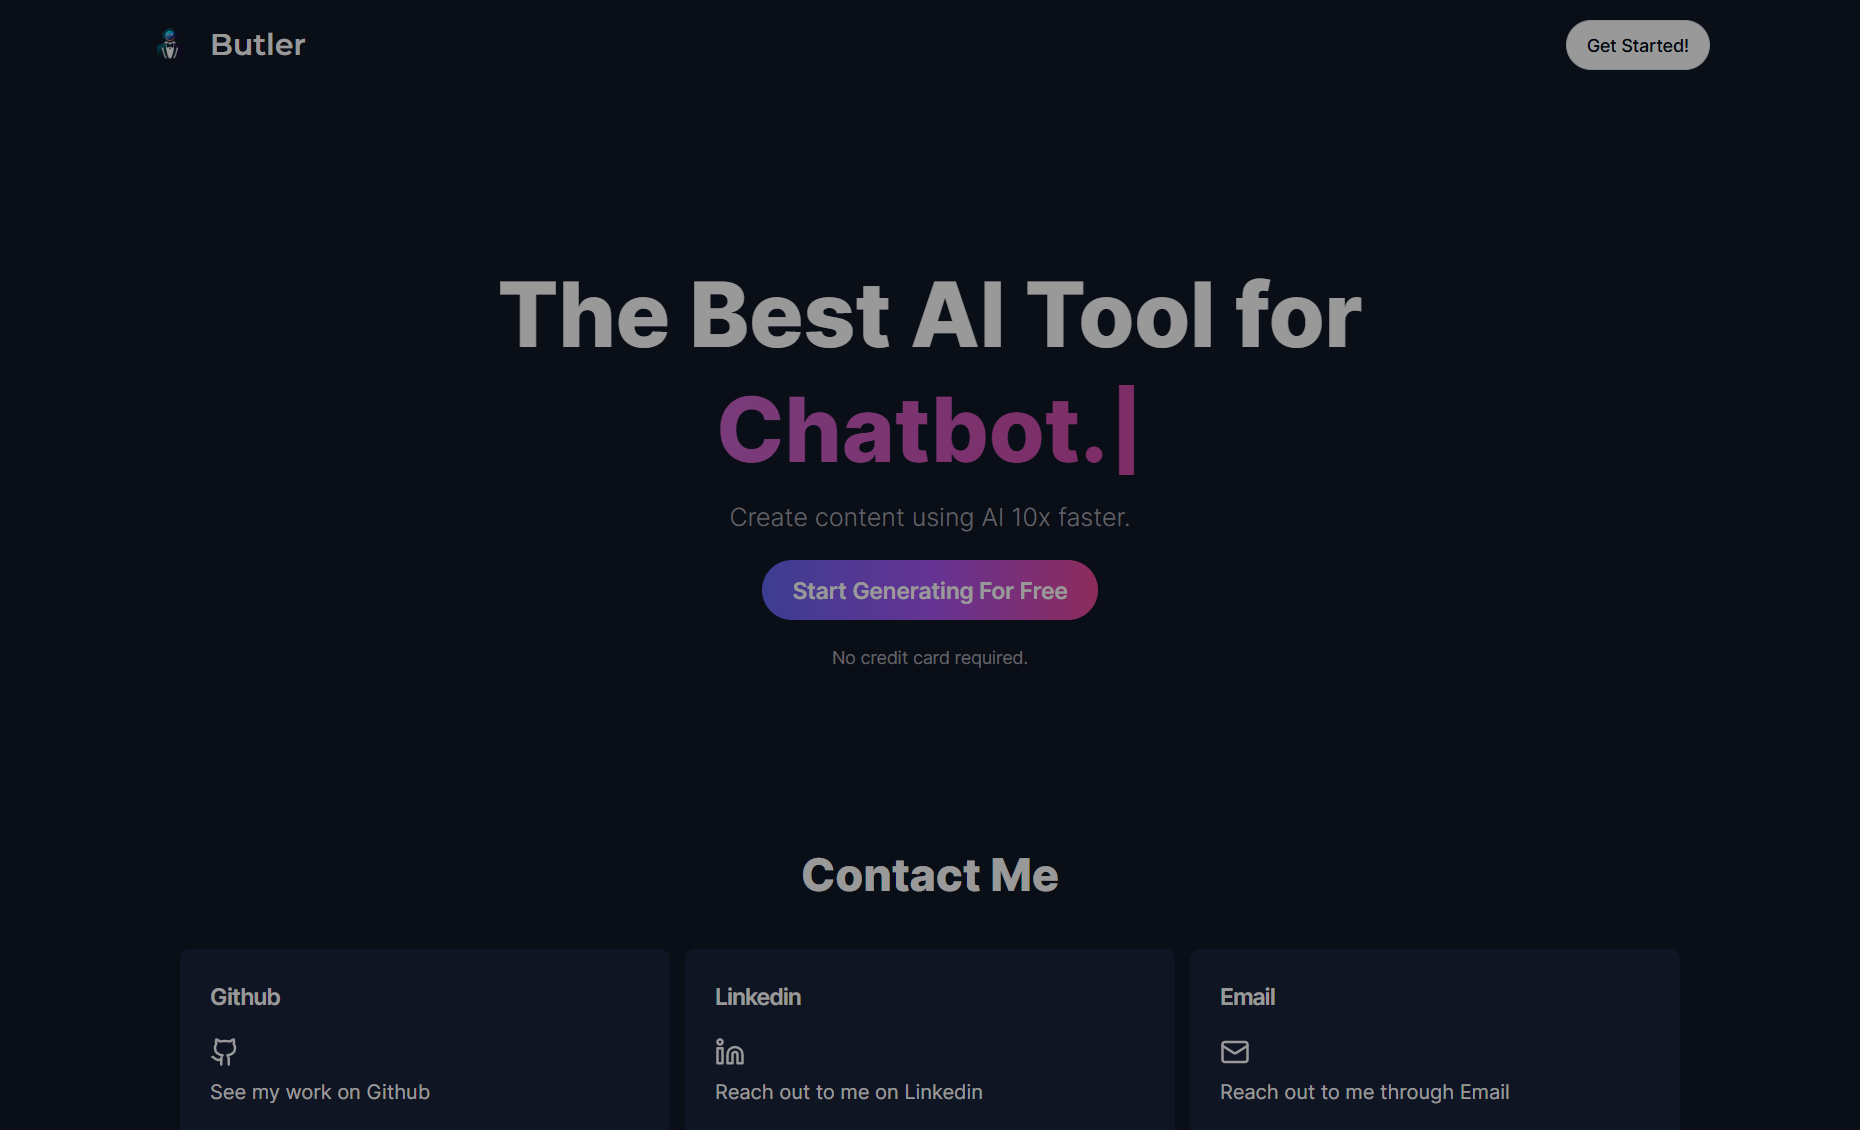 Butler
Get Started!
The Best AI Tool for
Chatbot.|
Create content using AI 10x faster.
Start Generating For Free
No credit card required.
Contact Me
Github
Linkedin
Email
See my work on Github
Reach out to me on Linkedin
Reach out to me through Email